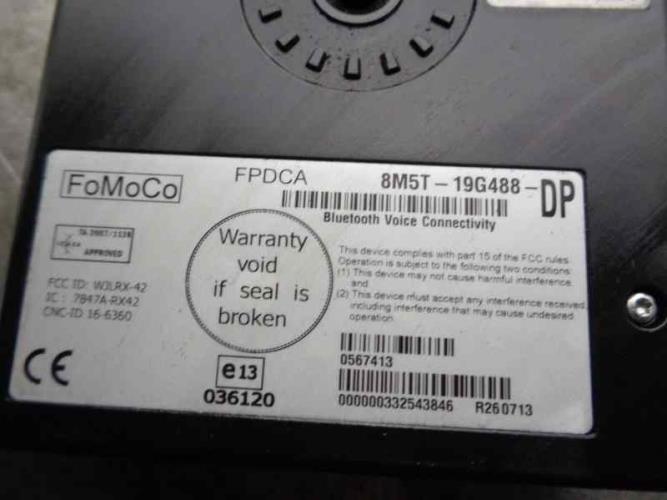 FoMoCo
FPDCA
8M5T-19G488-DP
Bluetooth Voice Connectivity
APPROVED
Warranty
void
if seal is
broken
This device complies with part 15 of the FCC rules.
Operation is subject to the following two conditions:
(1) This device may not cause harmful interference
and
(2) This device must accept any interference received,
including interference that may cause undesired
operation.
FCC ID: WJLRX-42
IC : 7847A-RX42
CNC-ID 16-6360
CE
e13
036120
0567413
000000332543846 R260713